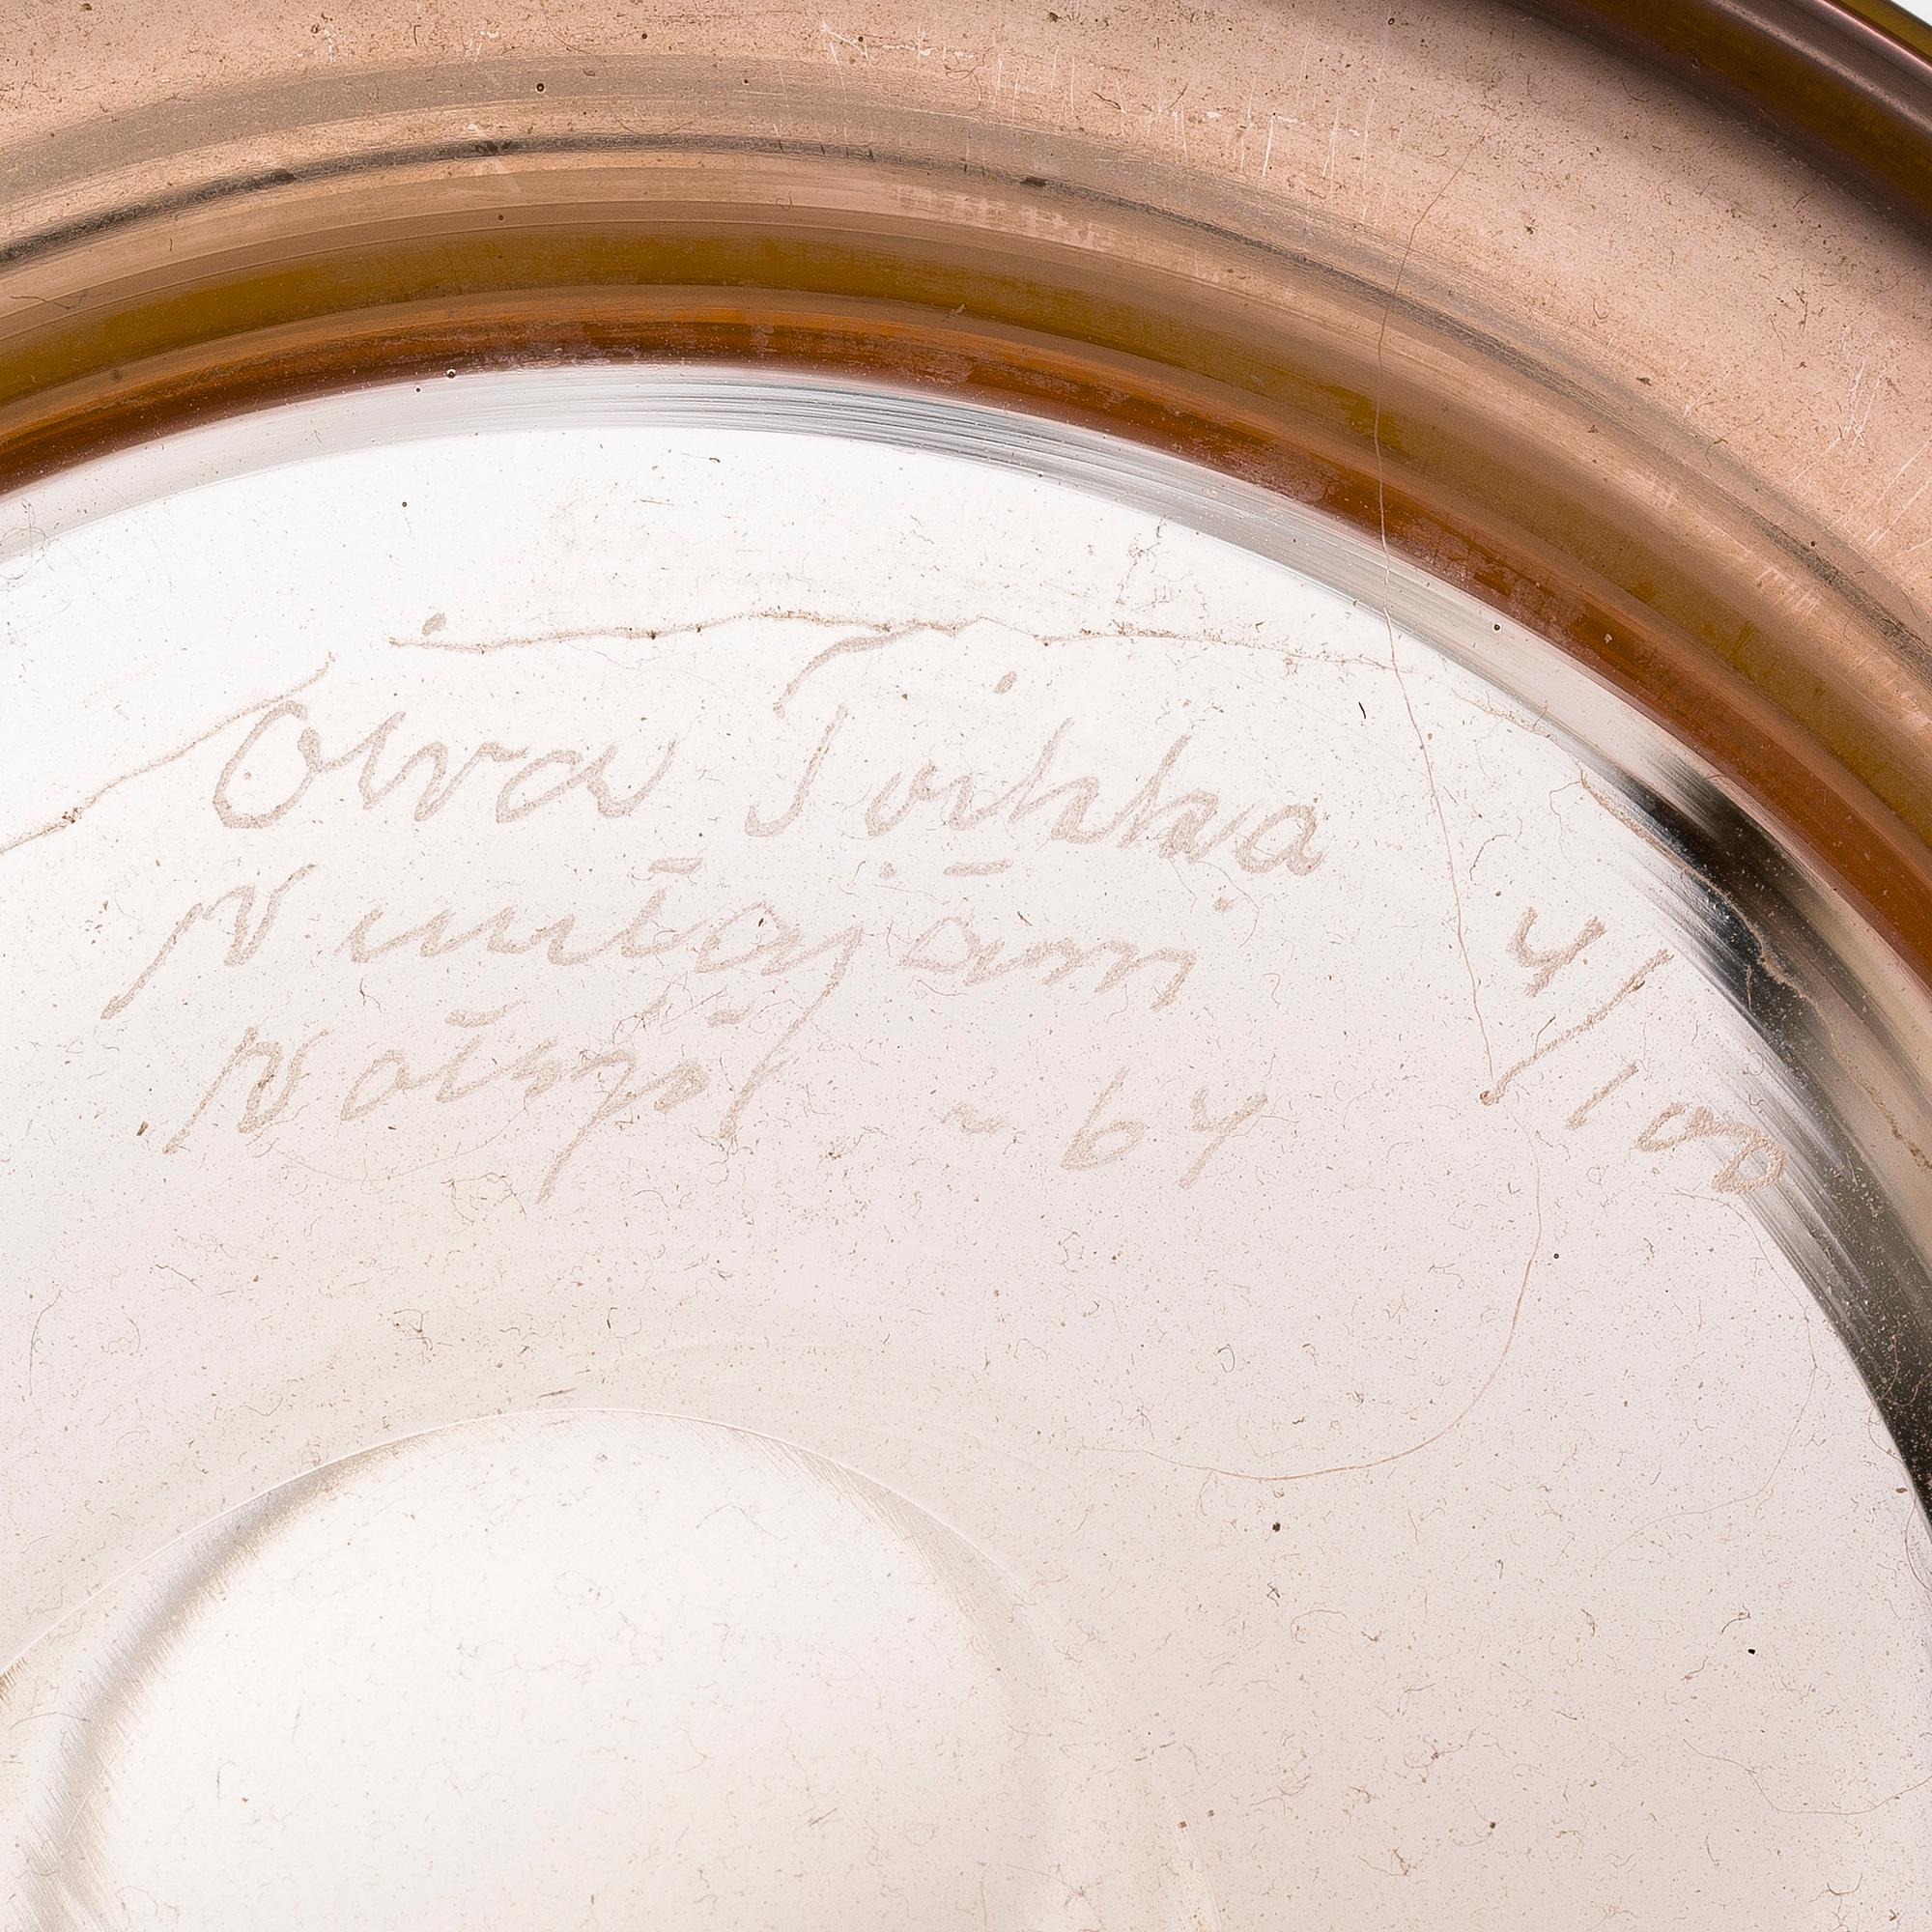 Oiva Toikka
Nuutajärvi
Notsjö - 64
4/100